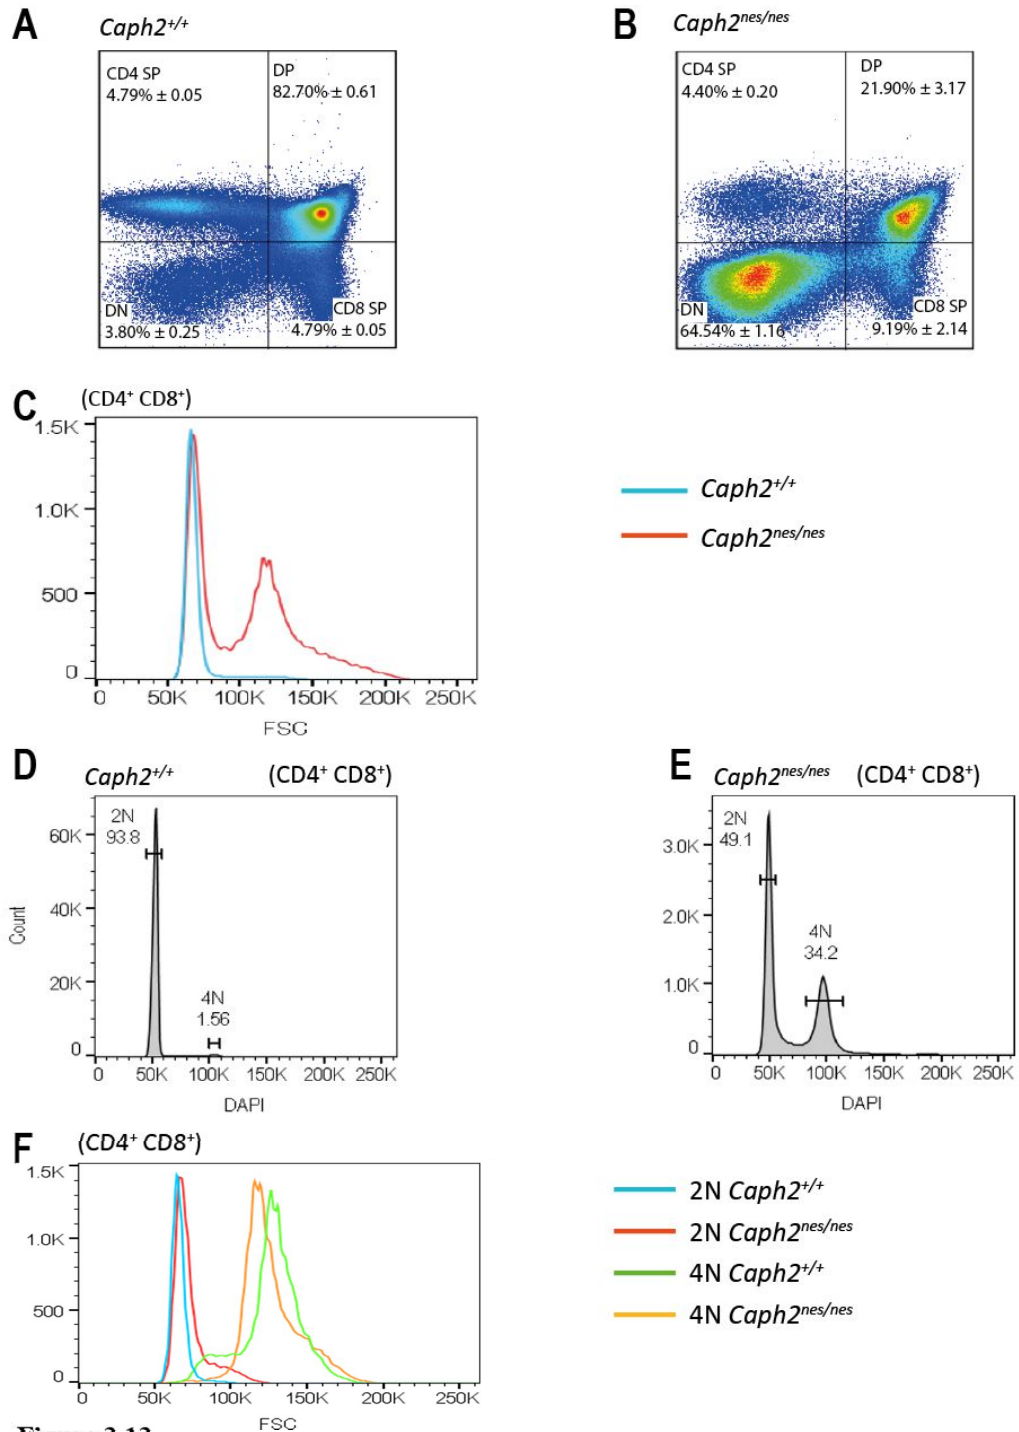 A
Caph2+/+
CD4 SP
4.79% ± 0.05
DP
82.70% ± 0.61
DN
3.80% ± 0.25
CD8 SP
4.79% ± 0.05
B
Caph2nes/nes
CD4 SP
4.40% ± 0.20
DP
21.90% ± 3.17
DN
64.54% ± 1.16
CD8 SP
9.19% ± 2.14
C
(CD4+ CD8+)
1.5K
1.0K
500
0
0 50K 100K 150K 200K 250K
FSC
Caph2+/+
Caph2nes/nes
D
Caph2+/+ (CD4+ CD8+)
2N
93.8
4N
1.56
60K
40K
20K
0
Count
0 50K 100K 150K 200K 250K
DAPI
E
Caph2nes/nes (CD4+ CD8+)
2N
49.1
4N
34.2
3.0K
2.0K
1.0K
0
0 50K 100K 150K 200K 250K
DAPI
F
(CD4+ CD8+)
1.5K
1.0K
500
0
0 50K 100K 150K 200K 250K
FSC
2N Caph2+/+
2N Caph2nes/nes
4N Caph2+/+
4N Caph2nes/nes